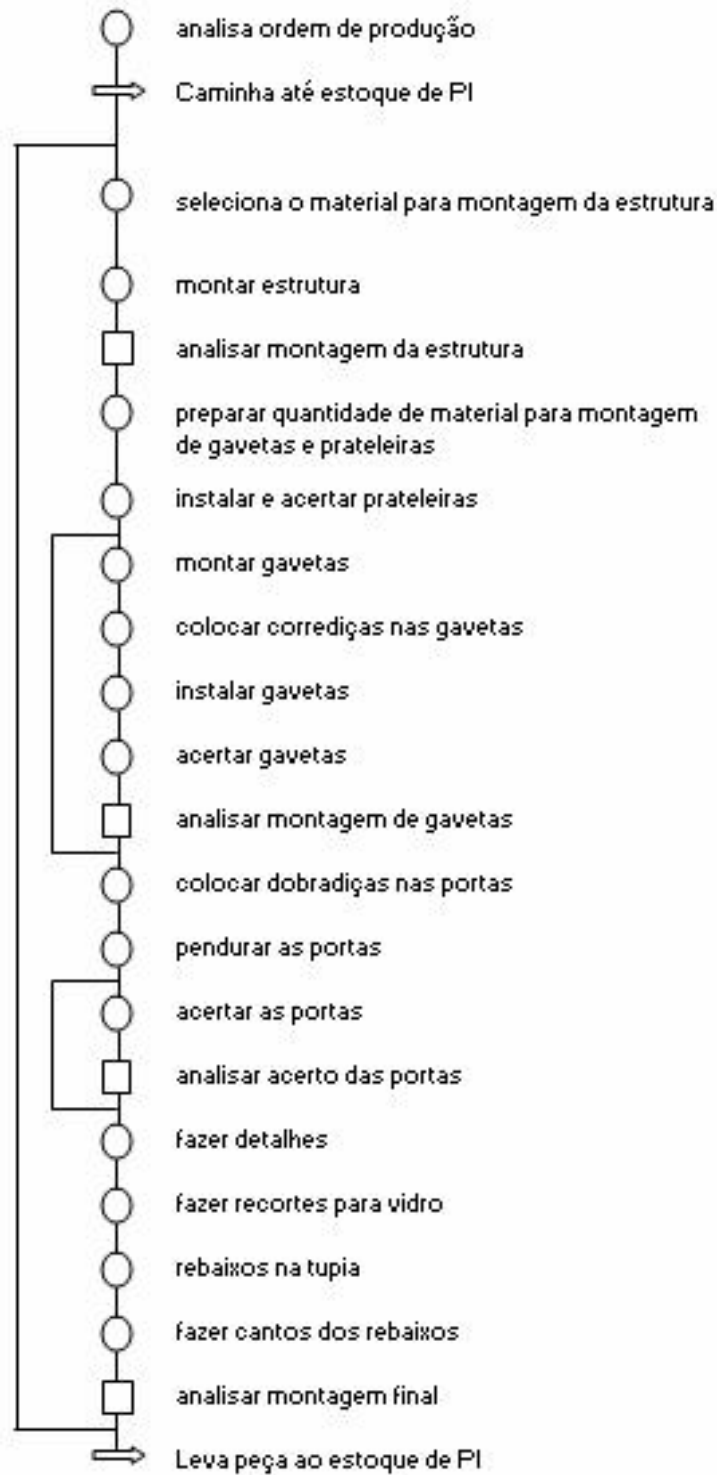 analisa ordem de produção
Caminha até estoque de PI
seleciona o material para montagem da estrutura
montar estrutura
analisar montagem da estrutura
preparar quantidade de material para montagem
de gavetas e prateleiras
instalar e acertar prateleiras
montar gavetas
colocar corrediças nas gavetas
instalar gavetas
acertar gavetas
analisar montagem de gavetas
colocar dobradiças nas portas
pendurar as portas
acertar as portas
analisar acerto das portas
fazer detalhes
fazer recortes para vidro
rebaixos na tupia
fazer cantos dos rebaixos
analisar montagem final
Leva peça ao estoque de PI